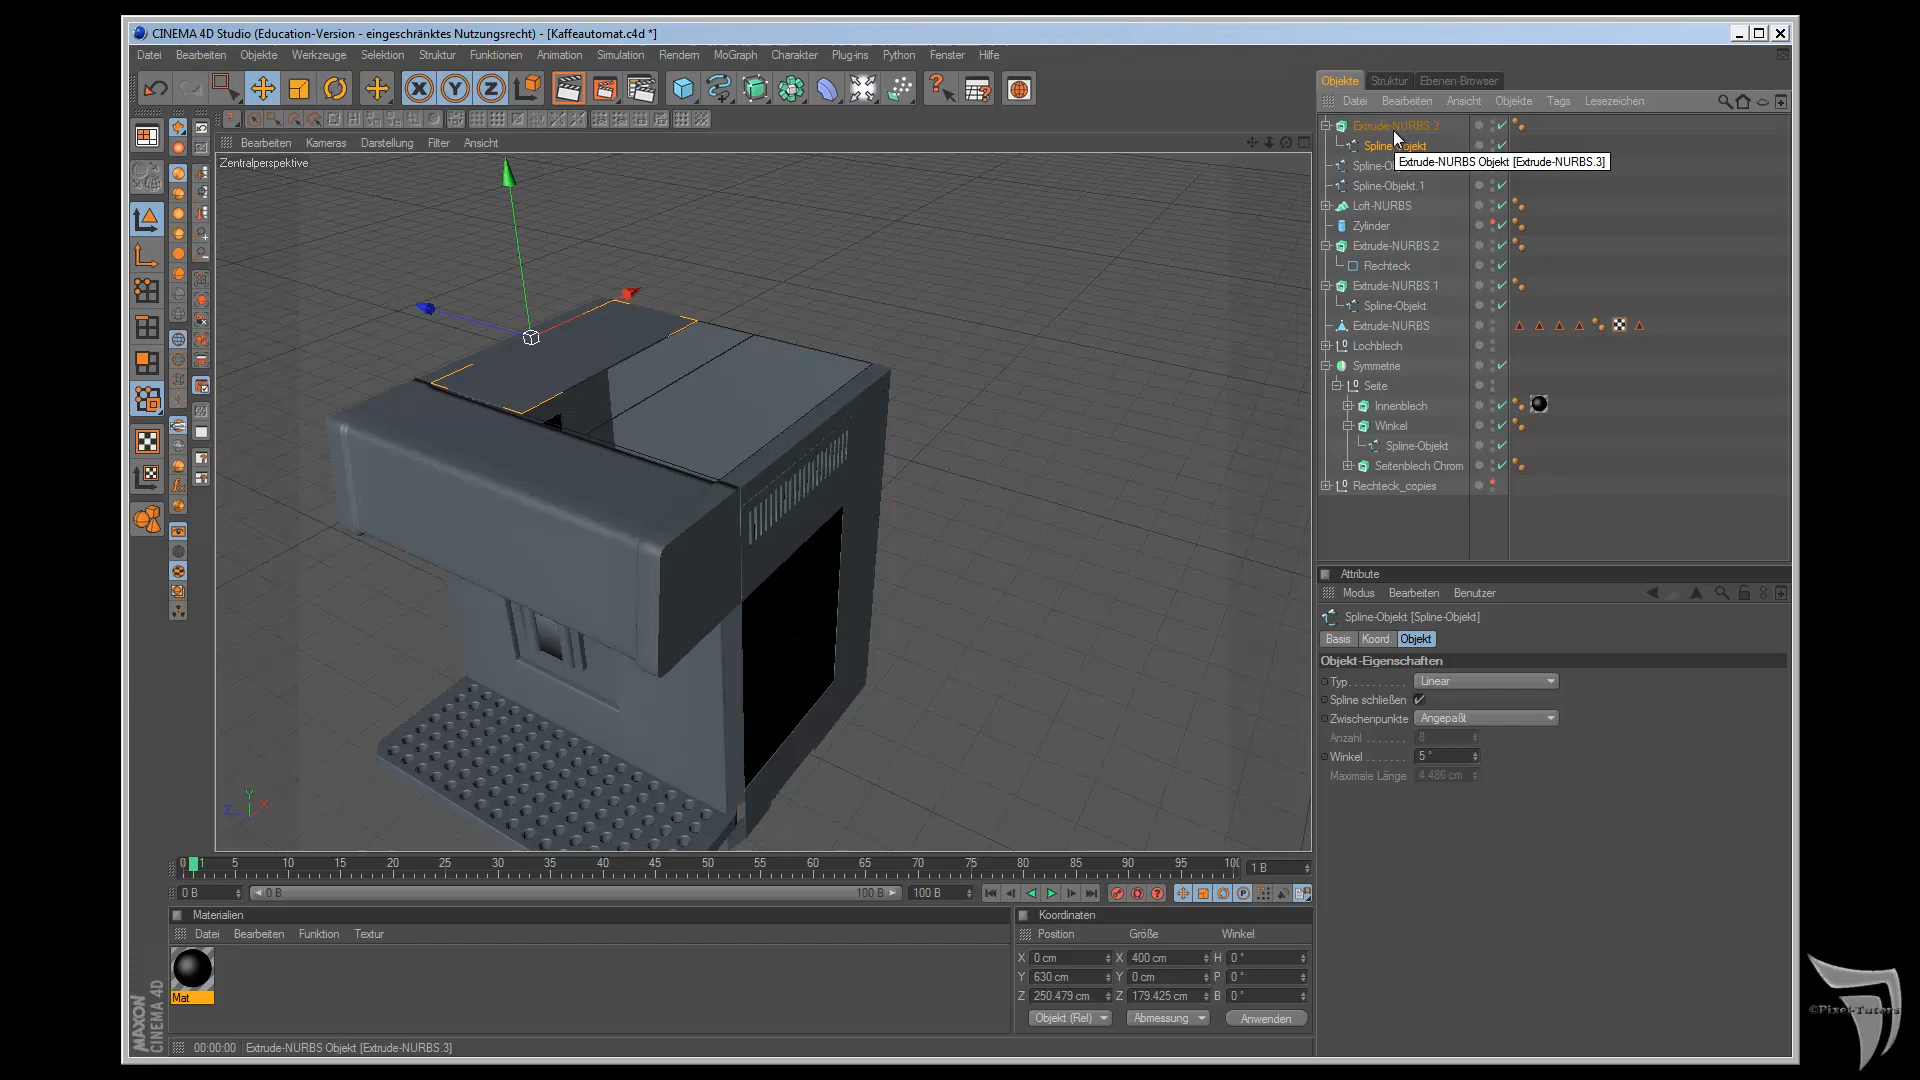 CINEMA 4D Studio (Education-Version - eingeschränktes Nutzungsrecht) - [Kaffeautomat.c4d *]
Datei Bearbeiten Objekte Werkzeuge Selektion Struktur Funktionen Animation Simulation Rendern MoGraph Charakter Plug-ins Python Fenster Hilfe
X Y Z
Bearbeiten Kameras Darstellung Filter Ansicht
Zentralperspektive
Objekte Struktur Ebenen-Browser
Datei Bearbeiten Ansicht Objekte Tags Lesezeichen
Extrude-NURBS.3
Spline-Objekt
Extrude-NURBS Objekt [Extrude-NURBS.3]
Spline-Objekt.1
Loft-NURBS
Zylinder
Extrude-NURBS.2
Rechteck
Extrude-NURBS.1
Spline-Objekt
Extrude-NURBS
Lochblech
Symmetrie
Seite
Innenblech
Winkel
Spline-Objekt
Seitenblech Chrom
Rechteck_copies
Attribute
Modus Bearbeiten Benutzer
Spline-Objekt [Spline-Objekt]
Basis Koord. Objekt
Objekt-Eigenschaften
Typ Linear
Spline schließen
Zwischenpunkte Angepaßt
Anzahl 8
Winkel 5 °
Maximale Länge 4.486 cm
Y X Z
0 1 5 10 15 20 25 30 35 40 45 50 55 60 65 70 75 80 85 90 95 100 1 B
0 B 0 B 100 B 100 B
Materialien
Datei Bearbeiten Funktion Textur
Mat
Koordinaten
Position Größe Winkel
X 0 cm X 400 cm H 0 °
Y 630 cm Y 0 cm P 0 °
Z 250.479 cm Z 179.425 cm B 0 °
Objekt (Rel) Abmessung Anwenden
MAXON CINEMA 4D
00:00:00 Extrude-NURBS Objekt [Extrude-NURBS.3]
©Pixel-Tutors